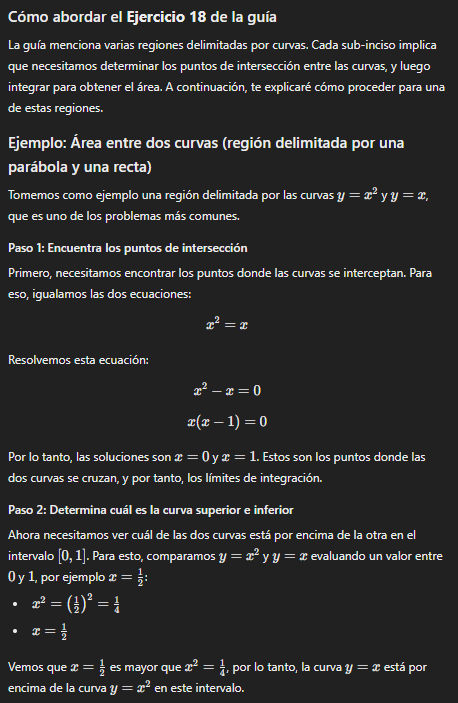 Cómo abordar el Ejercicio 18 de la guía
La guía menciona varias regiones delimitadas por curvas. Cada sub-inciso implica
que necesitamos determinar los puntos de intersección entre las curvas, y luego
integrar para obtener el área. A continuación, te explicaré cómo proceder para una
de estas regiones.
Ejemplo: Área entre dos curvas (región delimitada por una
parábola y una recta)
Tomemos como ejemplo una región delimitada por las curvas y = x² y y = x,
que es uno de los problemas más comunes.
Paso 1: Encuentra los puntos de intersección
Primero, necesitamos encontrar los puntos donde las curvas se interceptan. Para
eso, igualamos las dos ecuaciones:
x² = x
Resolvemos esta ecuación:
x² − x = 0
x(x − 1) = 0
Por lo tanto, las soluciones son x = 0 y x = 1. Estos son los puntos donde las
dos curvas se cruzan, y por tanto, los límites de integración.
Paso 2: Determina cuál es la curva superior e inferior
Ahora necesitamos ver cuál de las dos curvas está por encima de la otra en el
intervalo [0, 1]. Para esto, comparamos y = x² y y = x evaluando un valor entre
0 y 1, por ejemplo x = 1/2:
• x² = (1/2)² = 1/4
• x = 1/2
Vemos que x = 1/2 es mayor que x² = 1/4, por lo tanto, la curva y = x está por
encima de la curva y = x² en este intervalo.